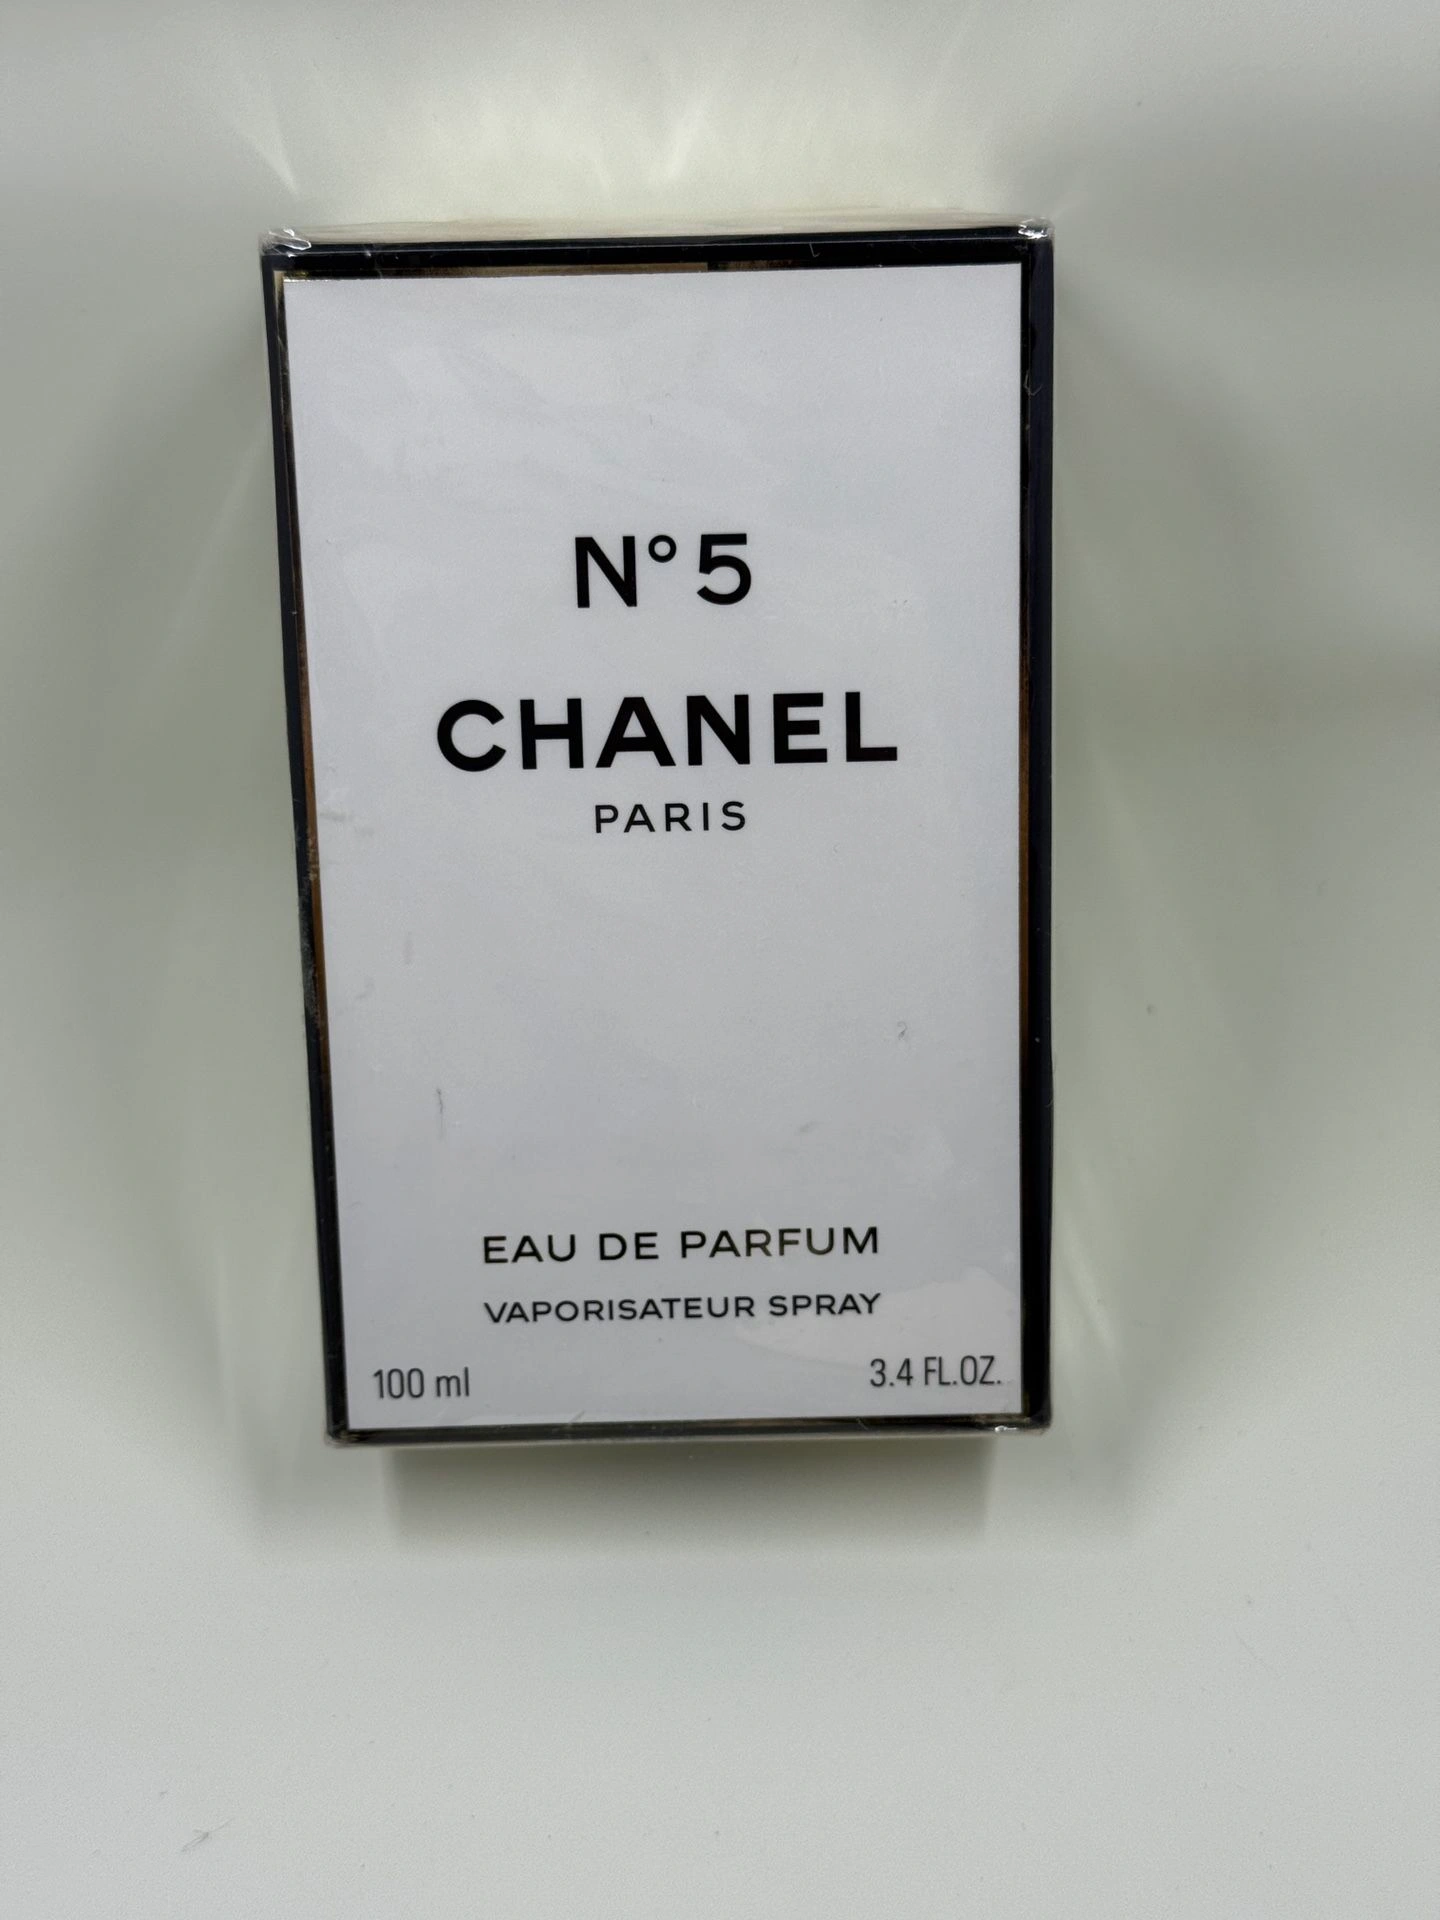 N° 5
CHANEL
PARIS
EAU DE PARFUM
VAPORISATEUR SPRAY
100 ml 3.4 FL.OZ.